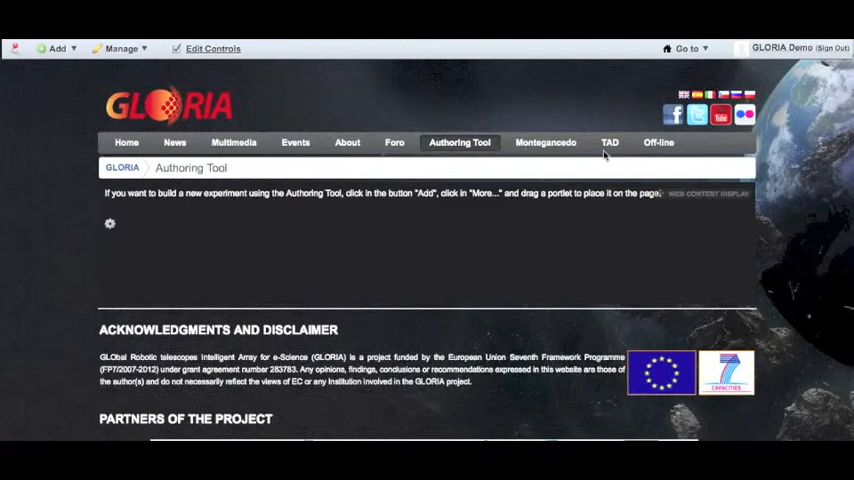 Add Manage Edit Controls Go to GLORIA Demo (Sign Out)
GLORIA
Home News Multimedia Events About Foro Authoring Tool Montegancedo TAD Off-line
GLORIA Authoring Tool
If you want to build a new experiment using the Authoring Tool, click in the button "Add", click in "More..." and drag a portlet to place it on the page. WEB CONTENT DISPLAY
ACKNOWLEDGMENTS AND DISCLAIMER
GLObal Robotic telescopes Intelligent Array for e-Science (GLORIA) is a project funded by the European Union Seventh Framework Programme
(FP7/2007-2012) under grant agreement number 283783. Any opinions, findings, conclusions or recommendations expressed in this website are those of
the author(s) and do not necessarily reflect the views of EC or any Institution involved in the GLORIA project.
CAPACITIES
PARTNERS OF THE PROJECT